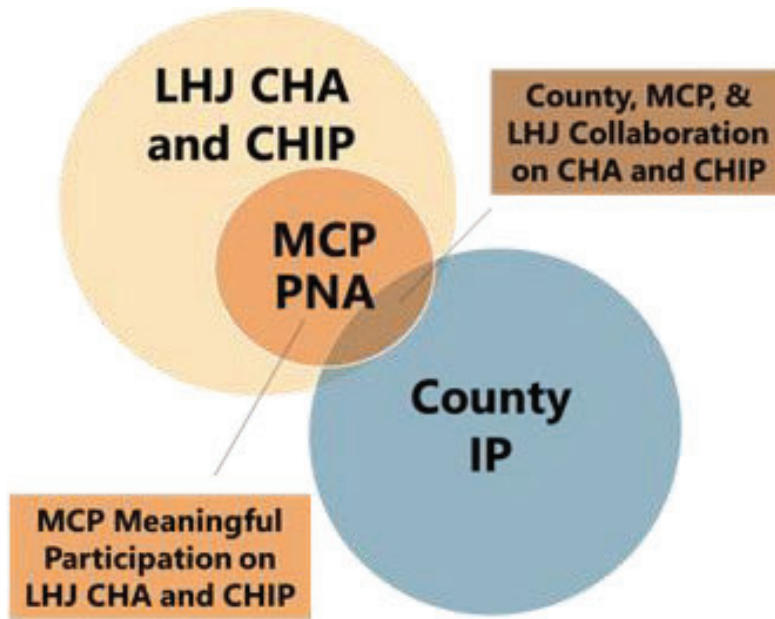 LHJ CHA
and CHIP
County, MCP, &
LHJ Collaboration
on CHA and CHIP
MCP
PNA
County
IP
MCP Meaningful
Participation on
LHJ CHA and CHIP